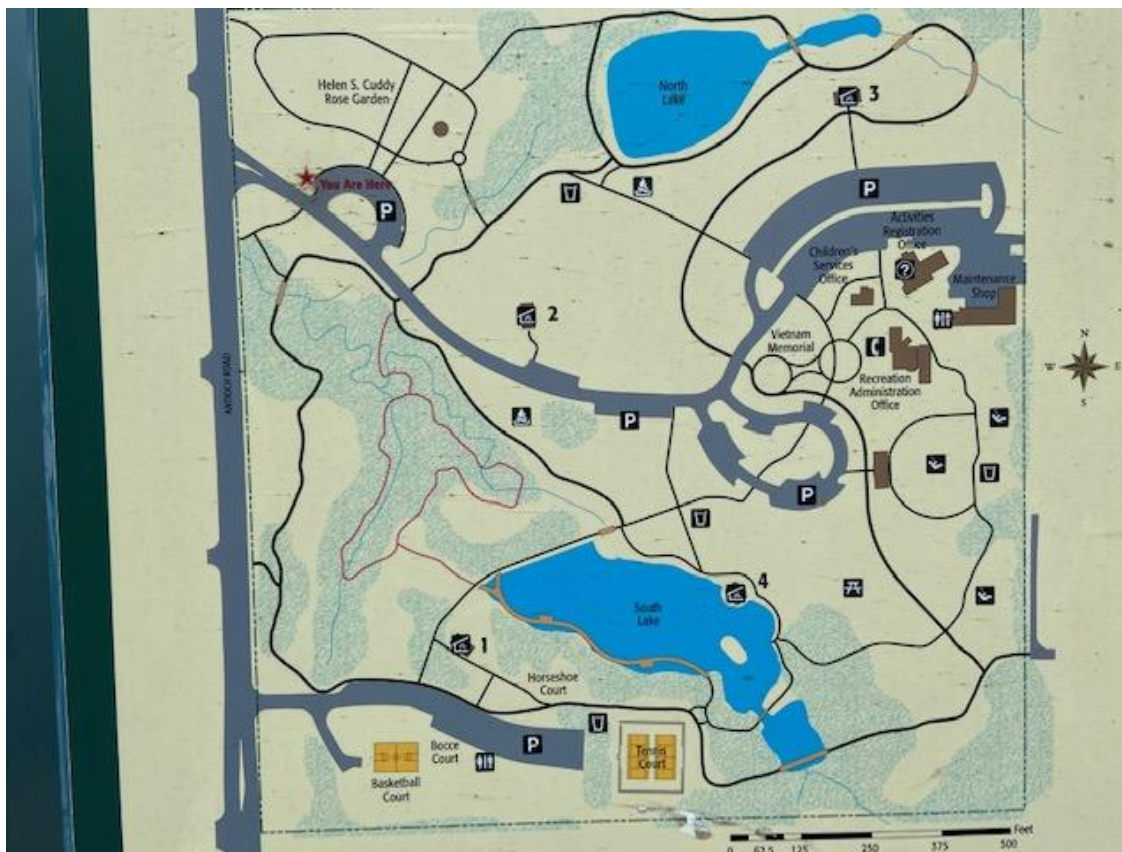 Helen S. Cuddy
Rose Garden
North
Lake
3
You Are Here
P
P
Activities
Registration
Office
Children's
Services
Office
?
Maintenance
Shop
2
Vietnam
Memorial
N
W
E
S
ANTIOCH ROAD
Recreation
Administration
Office
P
P
4
South
Lake
1
Horseshoe
Court
Bocce
Court
P
Tennis
Court
Basketball
Court
Feet
0 62.5 125 250 375 500